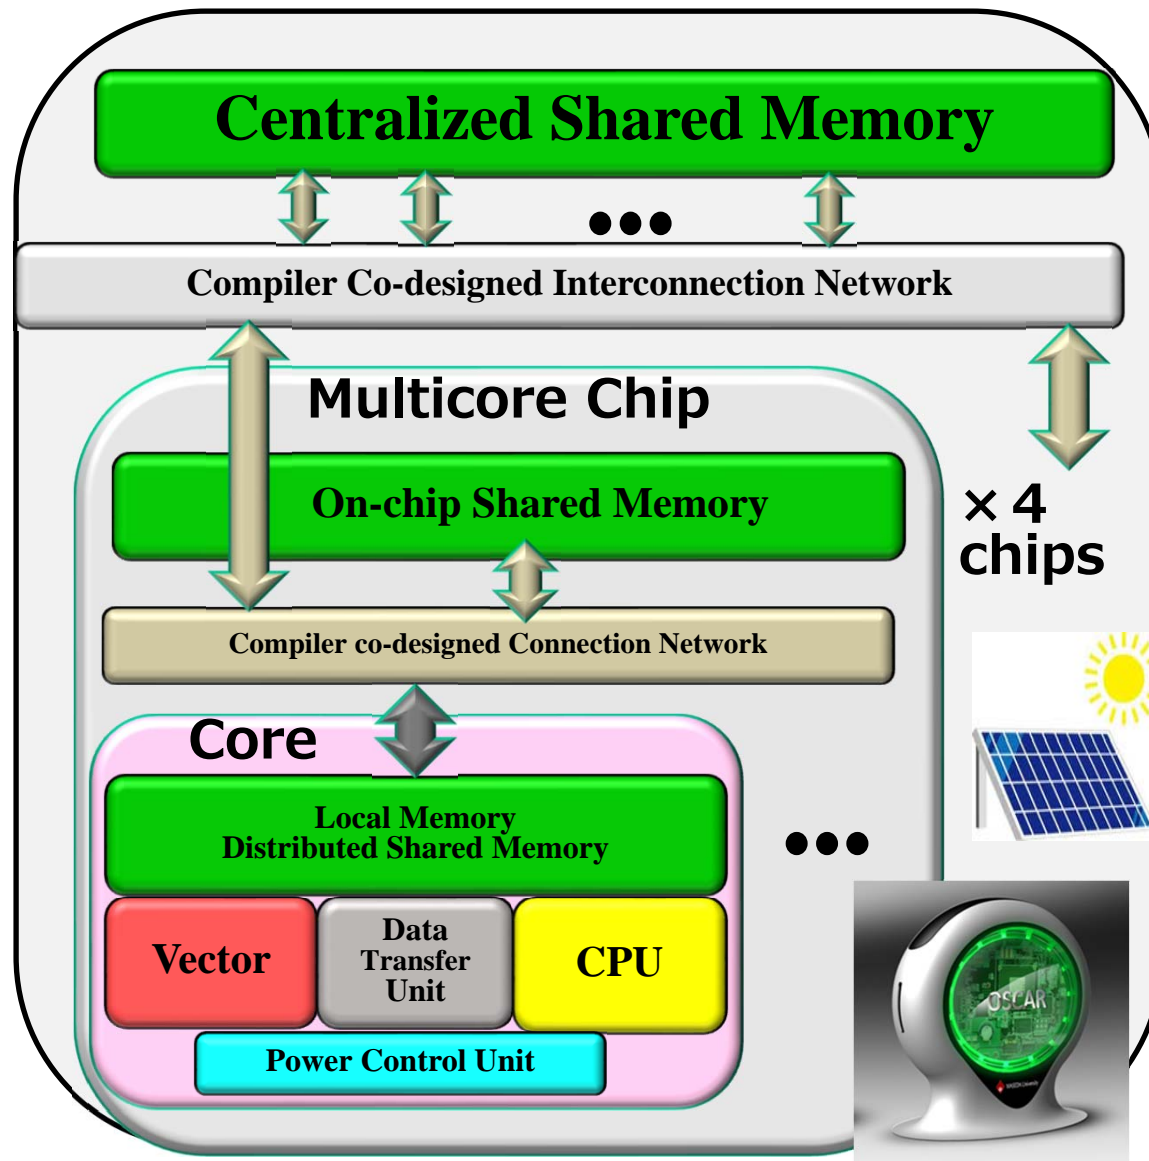 Centralized Shared Memory
•••
Compiler Co-designed Interconnection Network
Multicore Chip
On-chip Shared Memory
×4
chips
Compiler co-designed Connection Network
Core
Local Memory
Distributed Shared Memory
•••
Vector
Data
Transfer
Unit
CPU
Power Control Unit
OSCAR